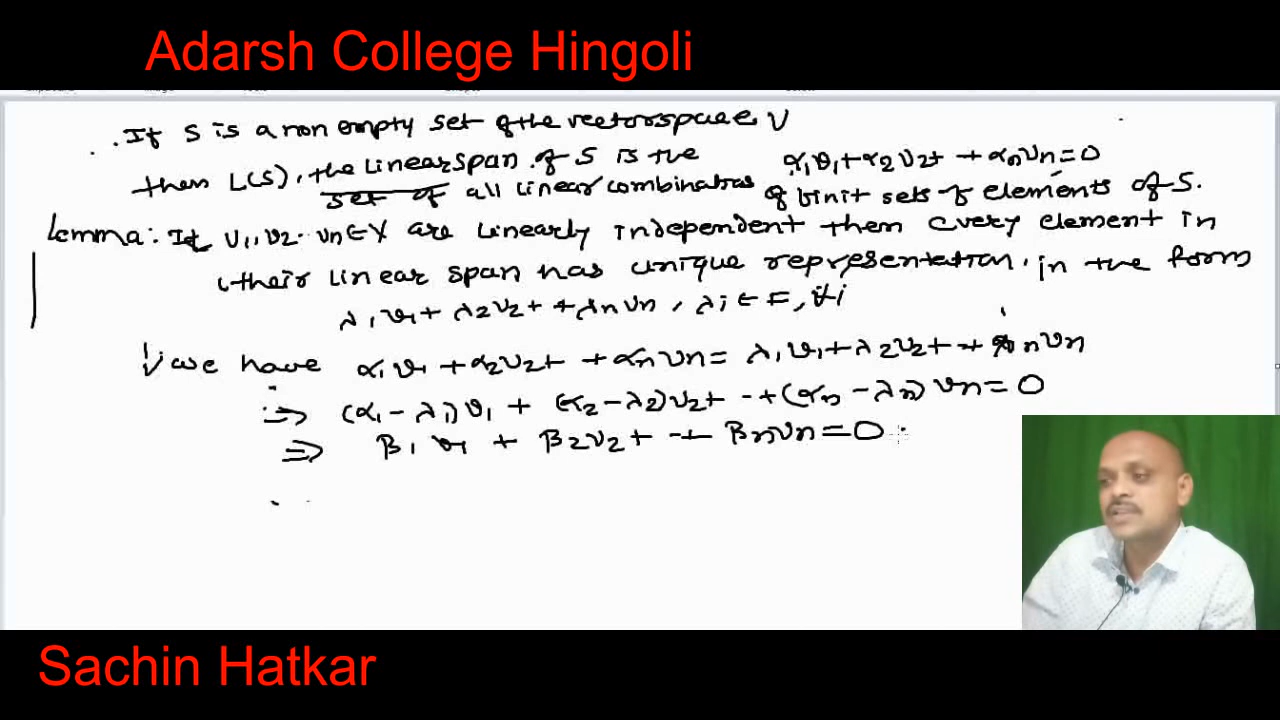 Adarsh College Hingoli
If S is a non empty set of the vector space V
then L(S), the linear span of S is the
set of all linear combinations of finit sets of elements of S.
α₁v₁+α₂v₂+ +αₙvₙ=0
Lemma: If v₁,v₂.. vₙ∈V are linearly independent then every element in
their linear span has unique representation. in the form
λ₁v₁+ λ₂v₂+ +λₙvₙ, λi ∈ F, ∀i
we have α₁v₁ +α₂v₂+ +αₙvₙ= λ₁v₁+λ₂v₂+ -+ λₙvₙ
⇒ (α₁-λ₁)v₁ + (α₂-λ₂)v₂+ -+(αₙ-λₙ)vₙ=0
⇒ β₁v₁ + β₂v₂+ -+ βₙvₙ=0
Sachin Hatkar